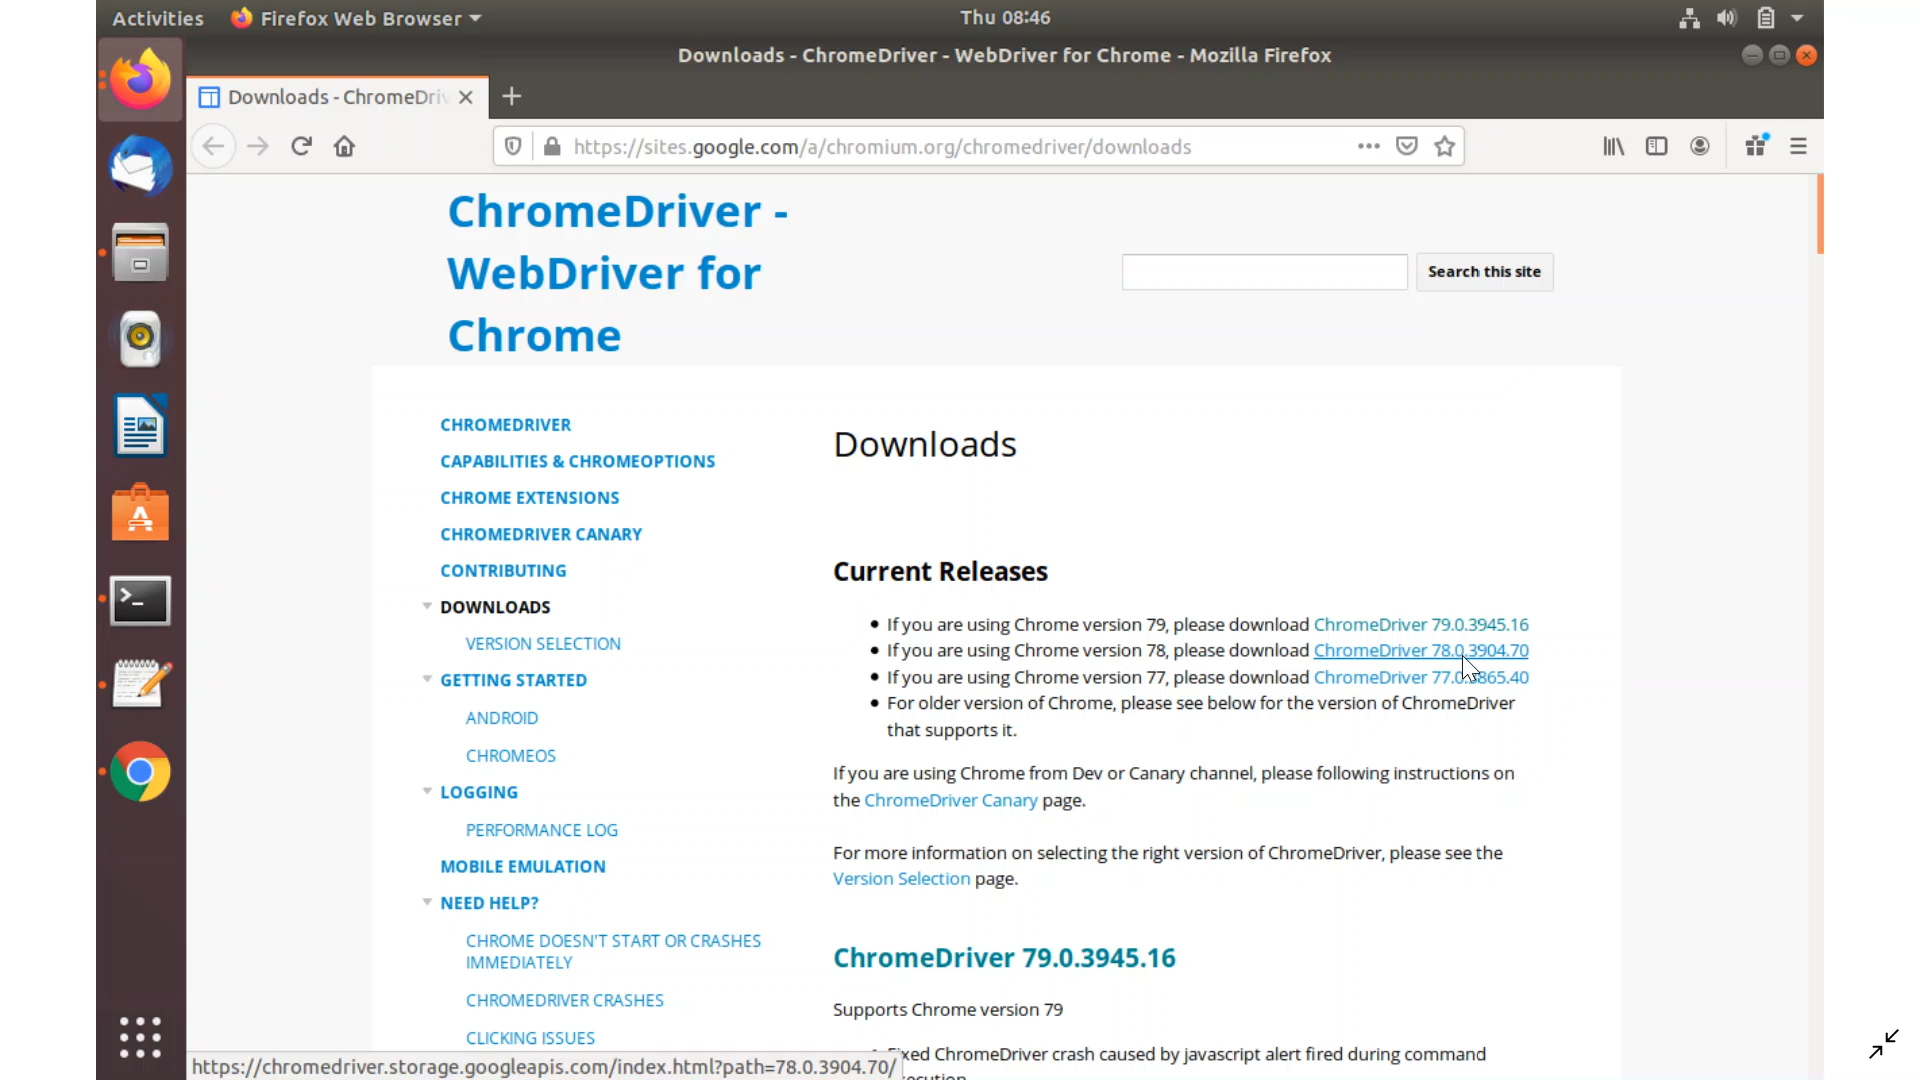 Activities Firefox Web Browser Thu 08:46
Downloads - ChromeDriver - WebDriver for Chrome - Mozilla Firefox
Downloads - ChromeDriv
https://sites.google.com/a/chromium.org/chromedriver/downloads
ChromeDriver -
WebDriver for
Chrome
Search this site
CHROMEDRIVER
CAPABILITIES & CHROMEOPTIONS
CHROME EXTENSIONS
CHROMEDRIVER CANARY
CONTRIBUTING
DOWNLOADS
VERSION SELECTION
GETTING STARTED
ANDROID
CHROMEOS
LOGGING
PERFORMANCE LOG
MOBILE EMULATION
NEED HELP?
CHROME DOESN'T START OR CRASHES
IMMEDIATELY
CHROMEDRIVER CRASHES
CLICKING ISSUES
Downloads
Current Releases
If you are using Chrome version 79, please download ChromeDriver 79.0.3945.16
If you are using Chrome version 78, please download ChromeDriver 78.0.3904.70
If you are using Chrome version 77, please download ChromeDriver 77.0.3865.40
For older version of Chrome, please see below for the version of ChromeDriver
that supports it.
If you are using Chrome from Dev or Canary channel, please following instructions on
the ChromeDriver Canary page.
For more information on selecting the right version of ChromeDriver, please see the
Version Selection page.
ChromeDriver 79.0.3945.16
Supports Chrome version 79
Fixed ChromeDriver crash caused by javascript alert fired during command
https://chromedriver.storage.googleapis.com/index.html?path=78.0.3904.70/